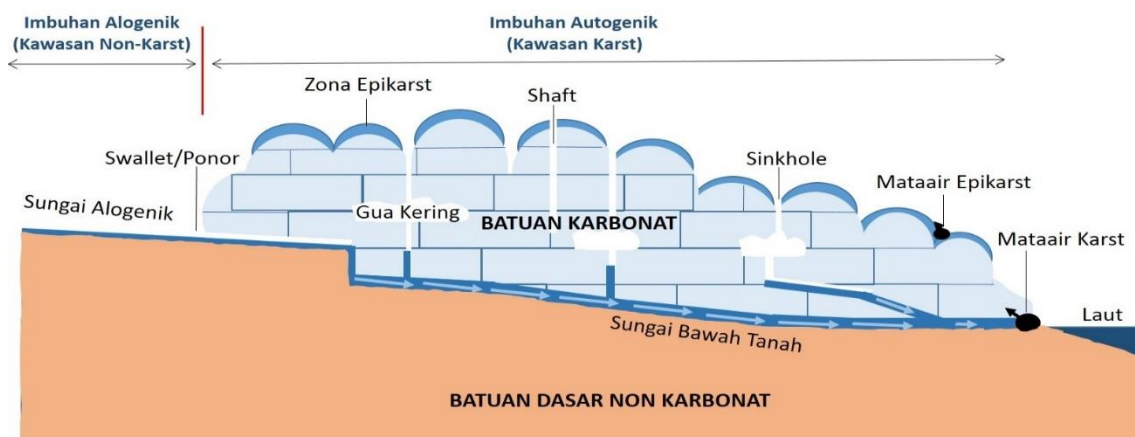 Imbuhan Alogenik
(Kawasan Non-Karst)
Imbuhan Autogenik
(Kawasan Karst)
Zona Epikarst
Shaft
Swallet/Ponor
Sinkhole
Mataair Epikarst
Sungai Alogenik
Gua Kering
BATUAN KARBONAT
Mataair Karst
Laut
Sungai Bawah Tanah
BATUAN DASAR NON KARBONAT